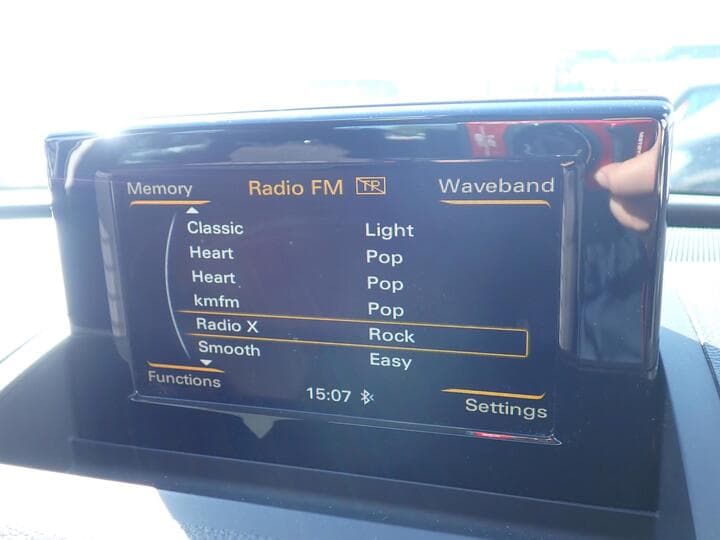 Memory Radio FM TP Waveband
Classic Light
Heart Pop
Heart Pop
kmfm Pop
Radio X Rock
Smooth Easy
Functions 15:07 Settings